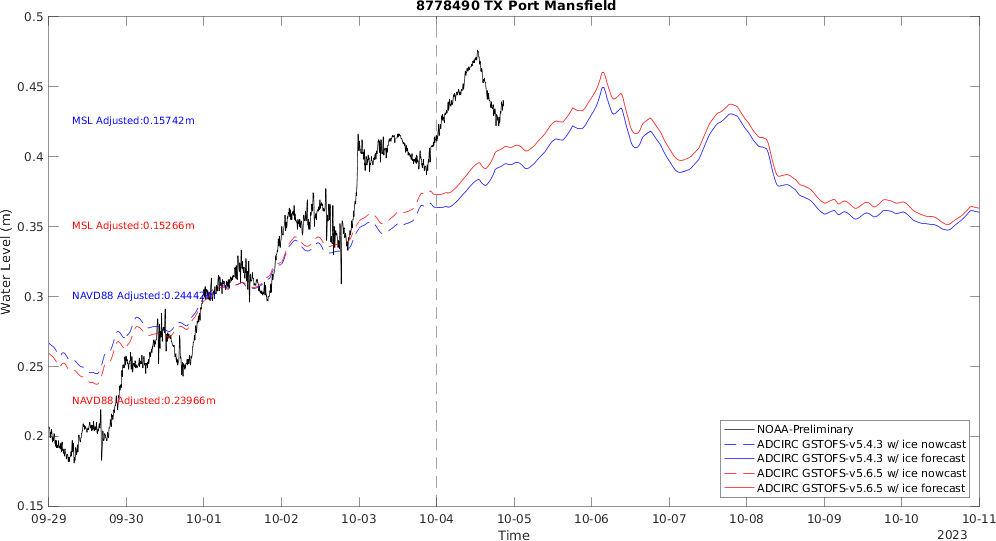 8778490 TX Port Mansfield
0.5
0.45
0.4
0.35
0.3
0.25
0.2
0.15
Water Level (m)
MSL Adjusted:0.15742m
MSL Adjusted:0.15266m
NAVD88 Adjusted:0.24442m
NAVD88 Adjusted:0.23966m
NOAA-Preliminary
ADCIRC GSTOFS-v5.4.3 w/ ice nowcast
ADCIRC GSTOFS-v5.4.3 w/ ice forecast
ADCIRC GSTOFS-v5.6.5 w/ ice nowcast
ADCIRC GSTOFS-v5.6.5 w/ ice forecast
09-29 09-30 10-01 10-02 10-03 10-04 10-05 10-06 10-07 10-08 10-09 10-10 10-11
Time
2023